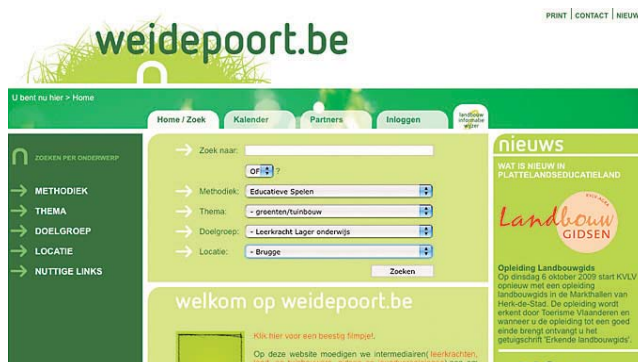 PRINT | CONTACT | NIEUW
weidepoort.be
U bent nu hier > Home
Home / Zoek
Kalender
Partners
Inloggen
landbouw
informatie
wijzer
ZOEKEN PER ONDERWERP
METHODIEK
THEMA
DOELGROEP
LOCATIE
NUTTIGE LINKS
Zoek naar:
OF ?
Methodiek: Educatieve Spelen
Thema: - groenten/tuinbouw
Doelgroep: - Leerkracht Lager onderwijs
Locatie: - Brugge
Zoeken
welkom op weidepoort.be
Klik hier voor een beestig filmpje!.
Op deze website moedigen we intermediairen( leerkrachten,
nieuws
WAT IS NIEUW IN
PLATTELANDSEDUCATIELAND
Landbouw
GIDSEN
Opleiding Landbouwgids
Op dinsdag 6 oktober 2009 start KVLV
opnieuw met een opleiding
landbouwgids in de Markthallen van
Herk-de-Stad. De opleiding wordt
erkent door Toerisme Vlaanderen en
wanneer u de opleiding tot een goed
einde brengt ontvangt u het
getuigschrift 'Erkende landbouwgids'.